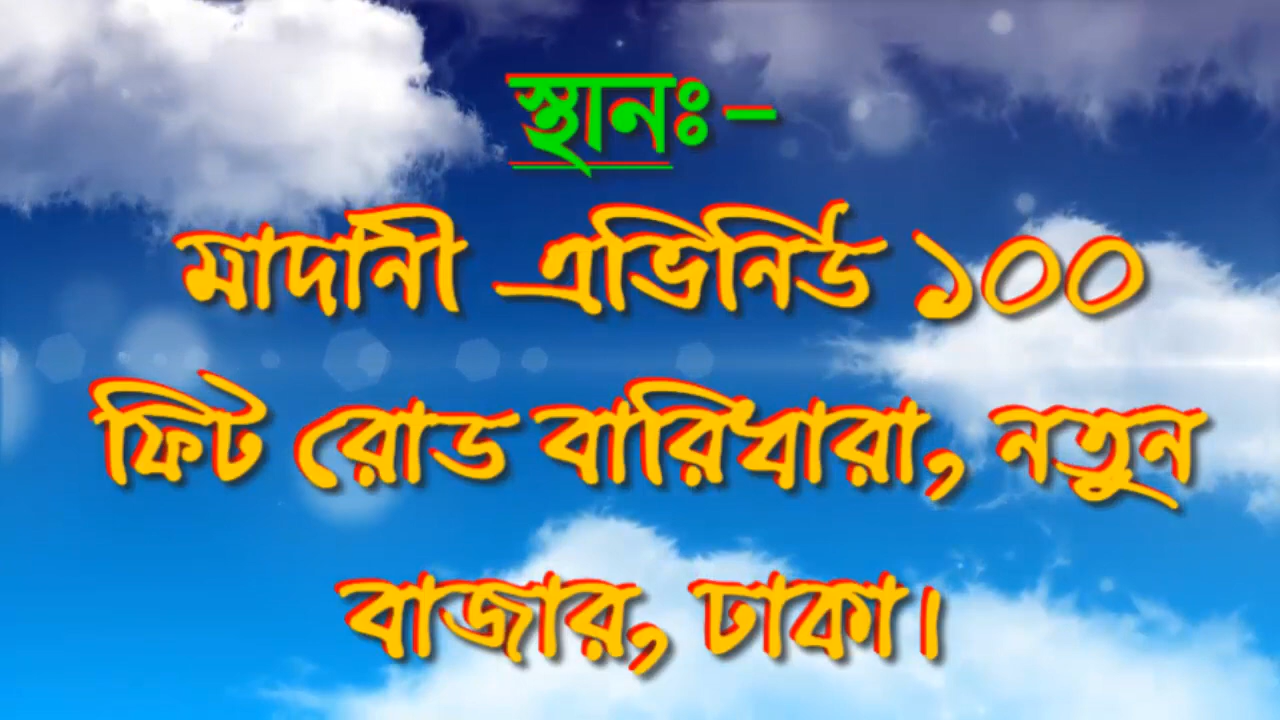 স্থানঃ-
মাদানী এভিনিউ ১০০
ফিট রোড বারিধারা, নতুন
বাজার, ঢাকা।